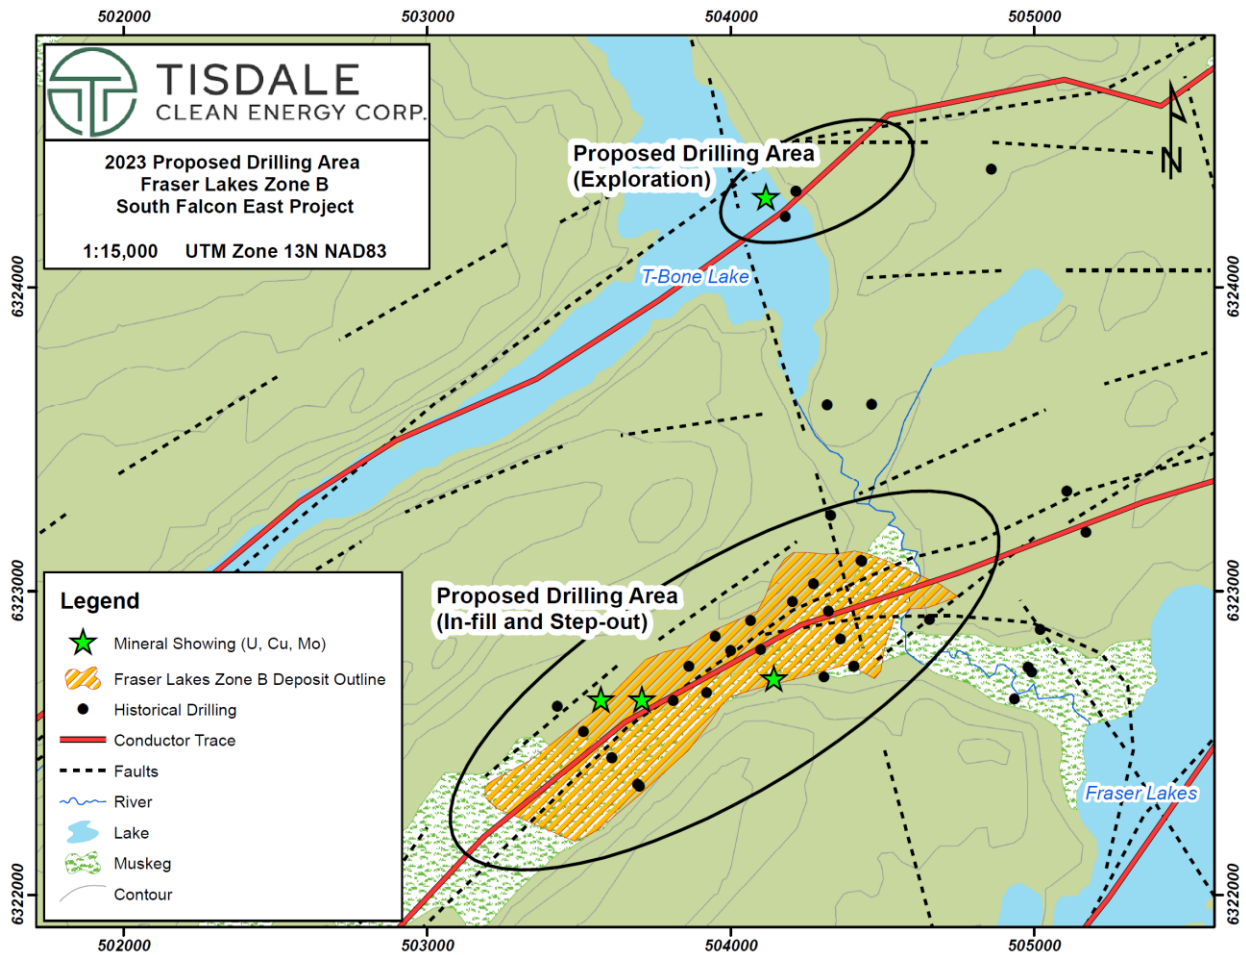 502000
503000
504000
505000
TISDALE
CLEAN ENERGY CORP.
2023 Proposed Drilling Area
Fraser Lakes Zone B
South Falcon East Project
1:15,000 UTM Zone 13N NAD83
Proposed Drilling Area
(Exploration)
N
T-Bone Lake
6324000
6324000
Proposed Drilling Area
(In-fill and Step-out)
6323000
6323000
Legend
Mineral Showing (U, Cu, Mo)
Fraser Lakes Zone B Deposit Outline
Historical Drilling
Conductor Trace
Faults
River
Lake
Muskeg
Contour
Fraser Lakes
6322000
6322000
502000
503000
504000
505000